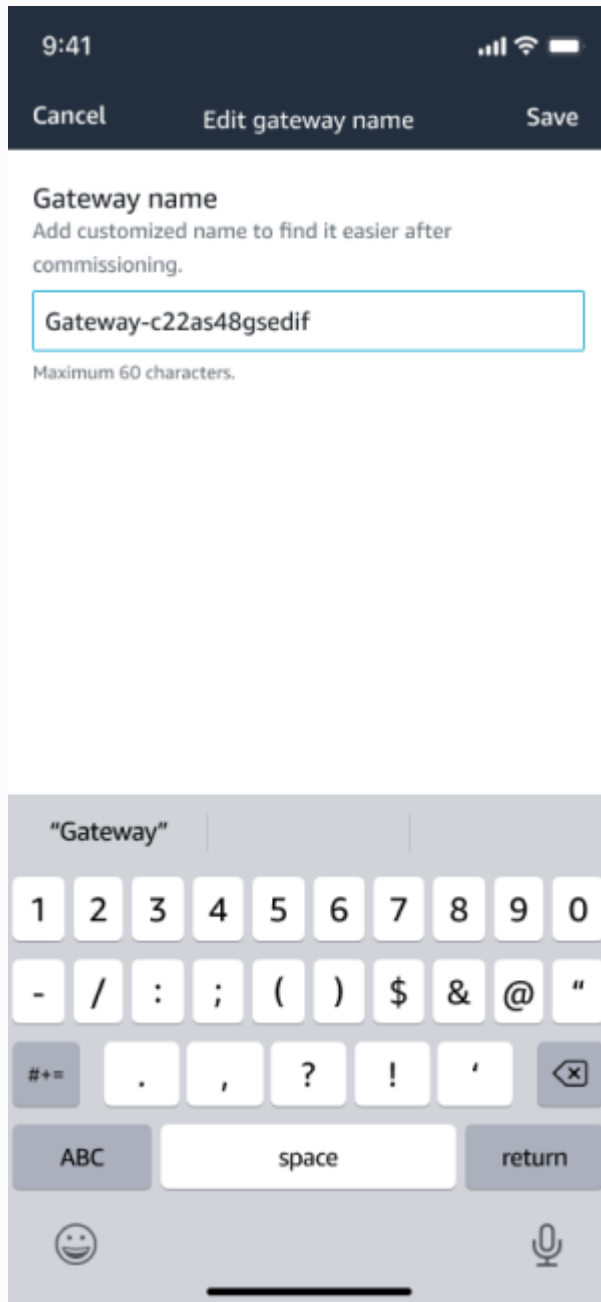 9:41
Cancel Edit gateway name Save
Gateway name
Add customized name to find it easier after
commissioning.
Gateway-c22as48gsedif
Maximum 60 characters.
“Gateway”
1 2 3 4 5 6 7 8 9 0
- / : ; ( ) $ & @ “
#+= . , ? ! ‘
ABC space return